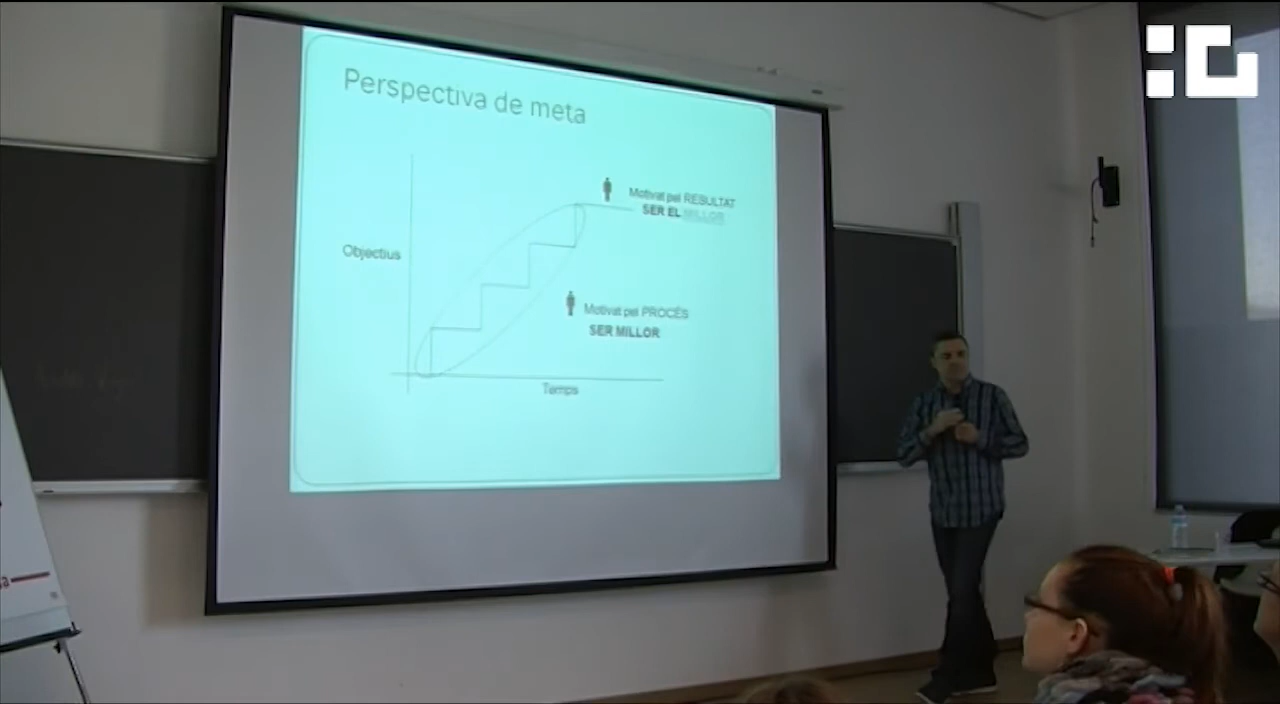 Perspectiva de meta
Motivat pel RESULTAT
SER EL MILLOR
Objectius
Motivat pel PROCÉS
SER MILLOR
Temps